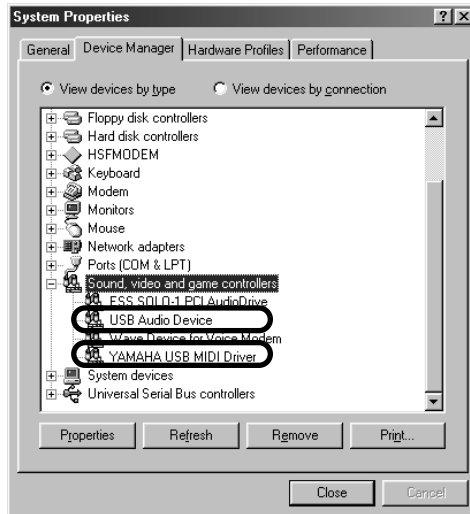 System Properties
General Device Manager Hardware Profiles Performance
View devices by type View devices by connection
Floppy disk controllers
Hard disk controllers
HSFMODEM
Keyboard
Modem
Monitors
Mouse
Network adapters
Ports (COM & LPT)
Sound, video and game controllers
ESS SOLO-1 PCI AudioDrive
USB Audio Device
Wave Device for Voice Modem
YAMAHA USB MIDI Driver
System devices
Universal Serial Bus controllers
Properties Refresh Remove Print...
Close Cancel